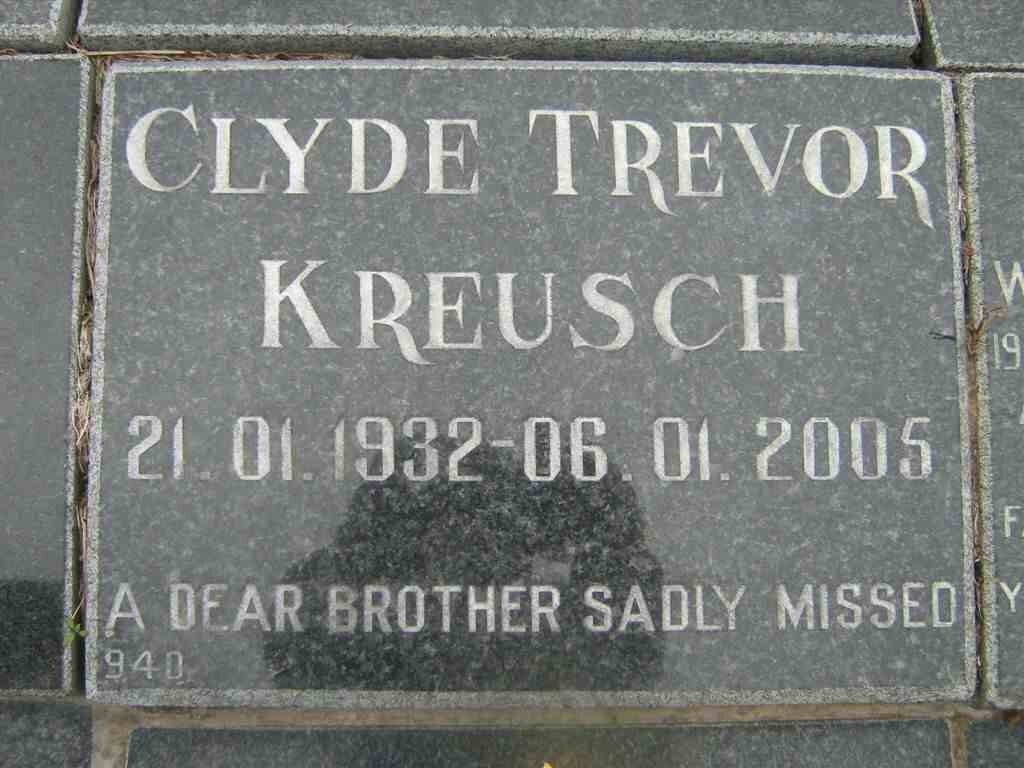 CLYDE TREVOR
KREUSCH
21.01.1932-06.01.2005
A DEAR BROTHER SADLY MISSED
940